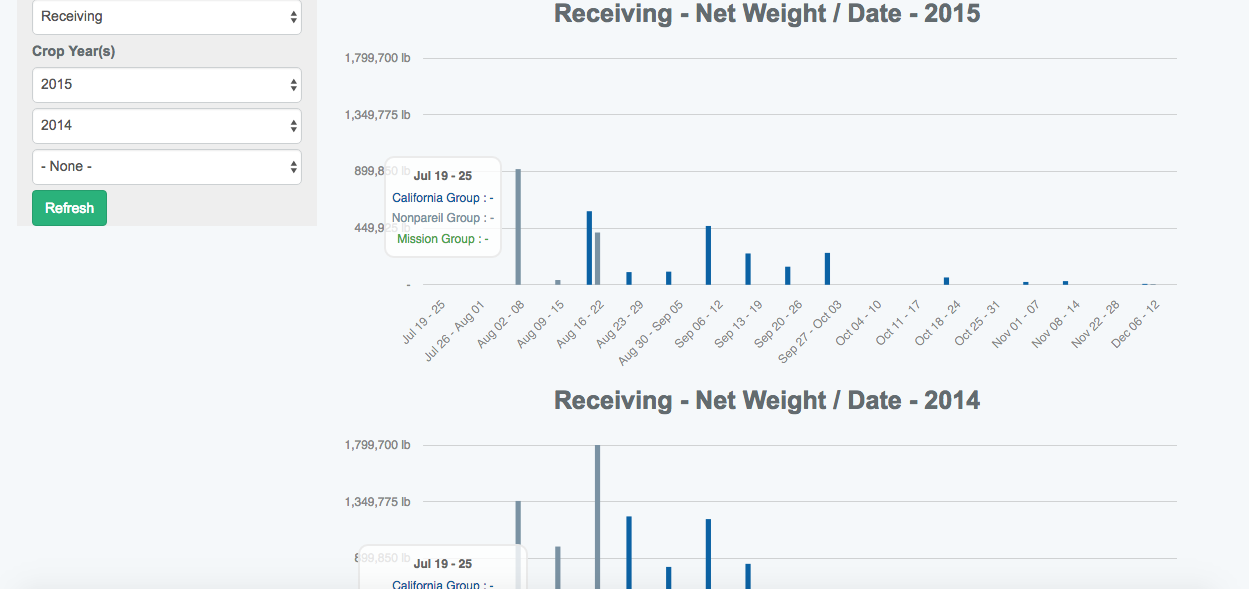 Receiving
Crop Year(s)
2015
2014
- None -
Refresh
Receiving - Net Weight / Date - 2015
1,799,700 lb
1,349,775 lb
899,850 lb
449,925 lb
-
Jul 19 - 25
California Group : -
Nonpareil Group : -
Mission Group : -
Jul 19 - 25
Jul 26 - Aug 01
Aug 02 - 08
Aug 09 - 15
Aug 16 - 22
Aug 23 - 29
Aug 30 - Sep 05
Sep 06 - 12
Sep 13 - 19
Sep 20 - 26
Sep 27 - Oct 03
Oct 04 - 10
Oct 11 - 17
Oct 18 - 24
Oct 25 - 31
Nov 01 - 07
Nov 08 - 14
Nov 22 - 28
Dec 06 - 12
Receiving - Net Weight / Date - 2014
1,799,700 lb
1,349,775 lb
899,850 lb
Jul 19 - 25
California Group : -